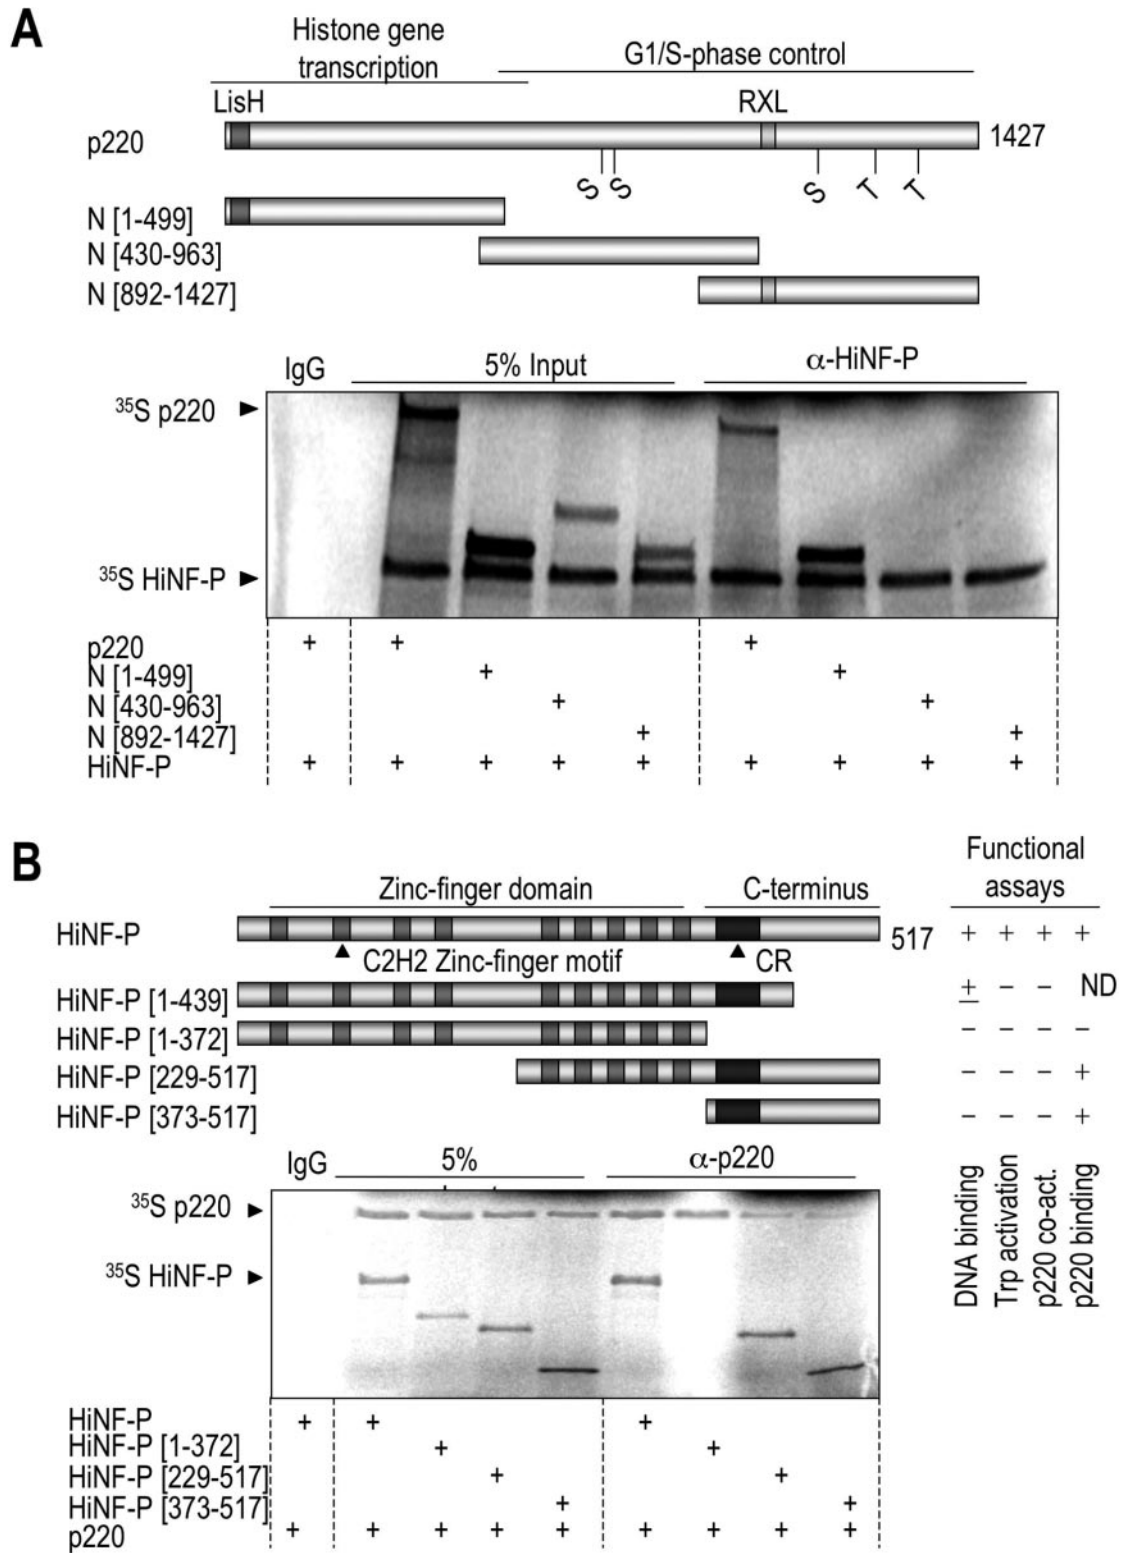 A
Histone gene
transcription
G1/S-phase control
LisH
RXL
p220
1427
S S S T T
N [1-499]
N [430-963]
N [892-1427]
IgG
5% Input
α-HiNF-P
35S p220
35S HiNF-P
p220 + + +
N [1-499] + +
N [430-963] + +
N [892-1427] + +
HiNF-P + + + + + + + + +
B
Functional
assays
Zinc-finger domain
C-terminus
HiNF-P
517
+ + + +
C2H2 Zinc-finger motif
CR
HiNF-P [1-439]
± − − ND
HiNF-P [1-372]
− − − −
HiNF-P [229-517]
− − − +
HiNF-P [373-517]
− − − +
DNA binding
Trp activation
p220 co-act.
p220 binding
IgG
5%
α-p220
35S p220
35S HiNF-P
HiNF-P + + +
HiNF-P [1-372] + +
HiNF-P [229-517] + +
HiNF-P [373-517] + +
p220 + + + + + + + + +